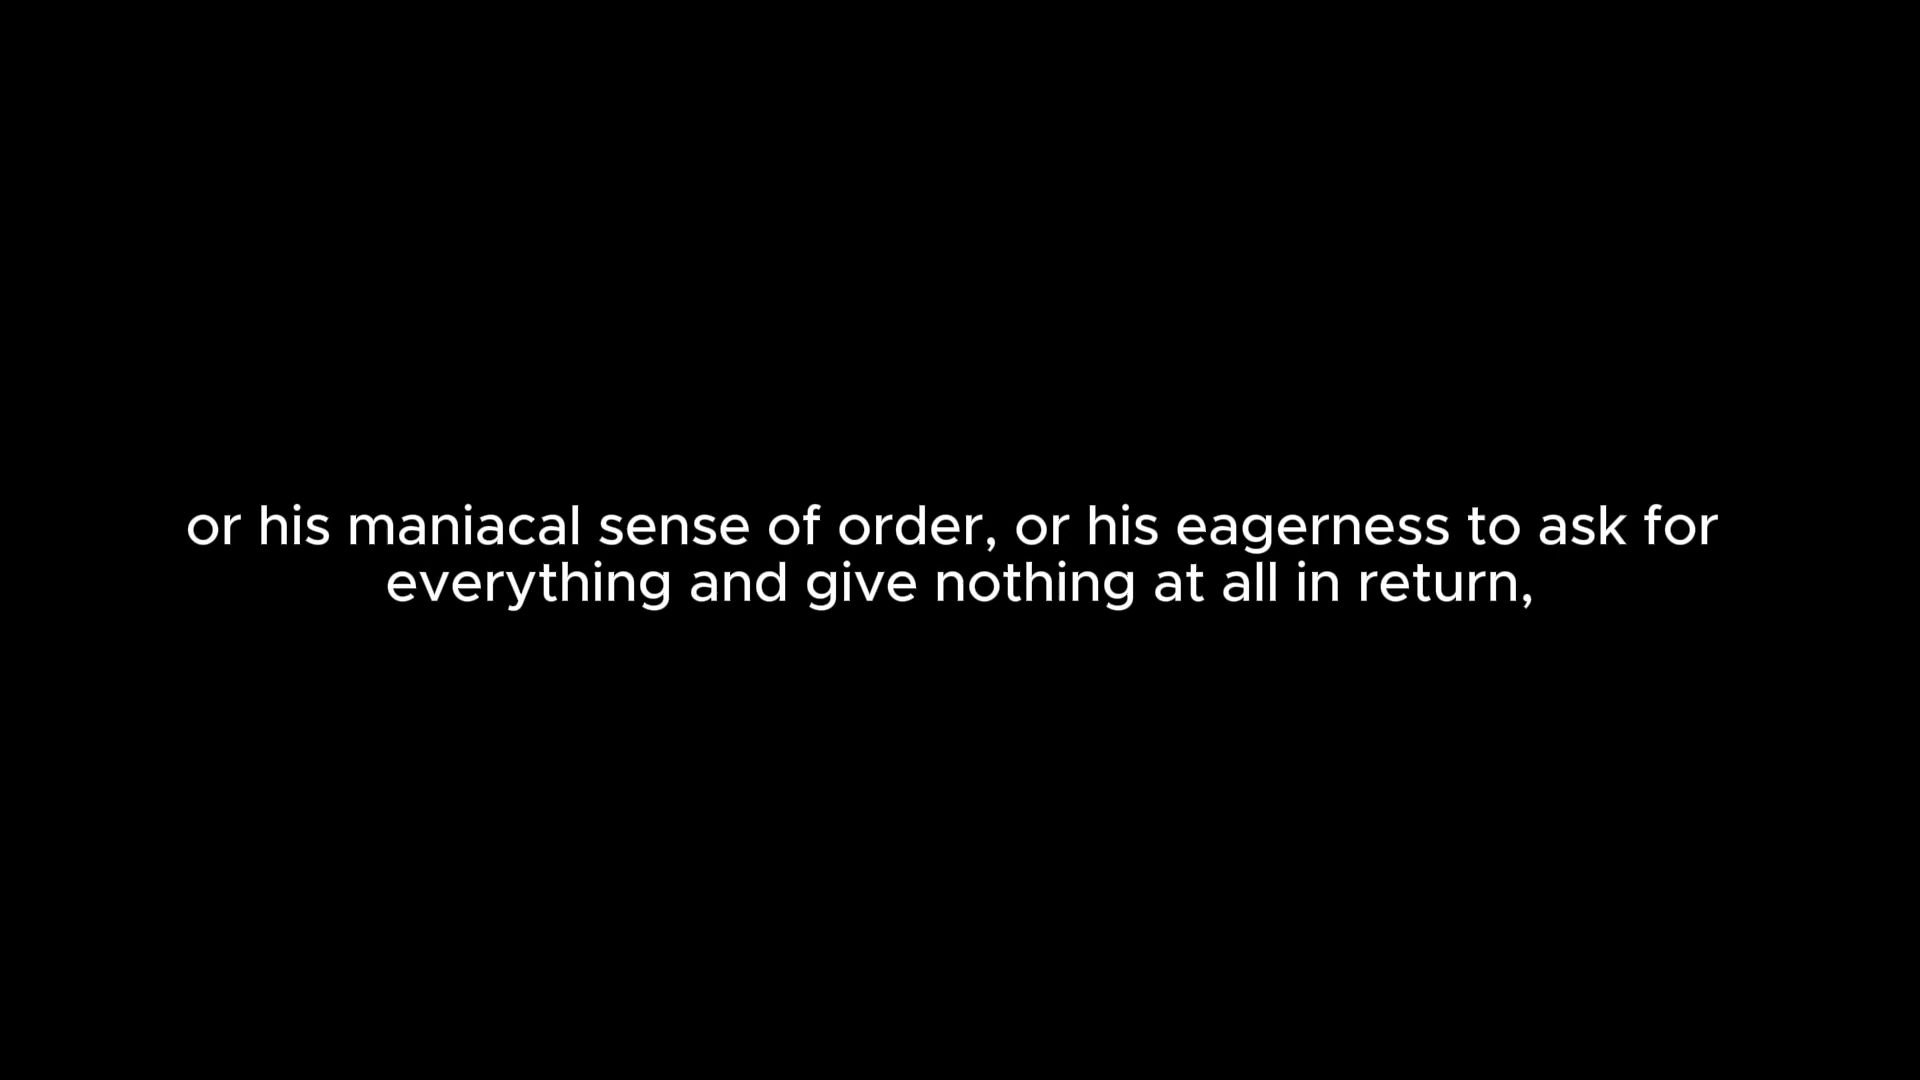 or his maniacal sense of order, or his eagerness to ask for
everything and give nothing at all in return,